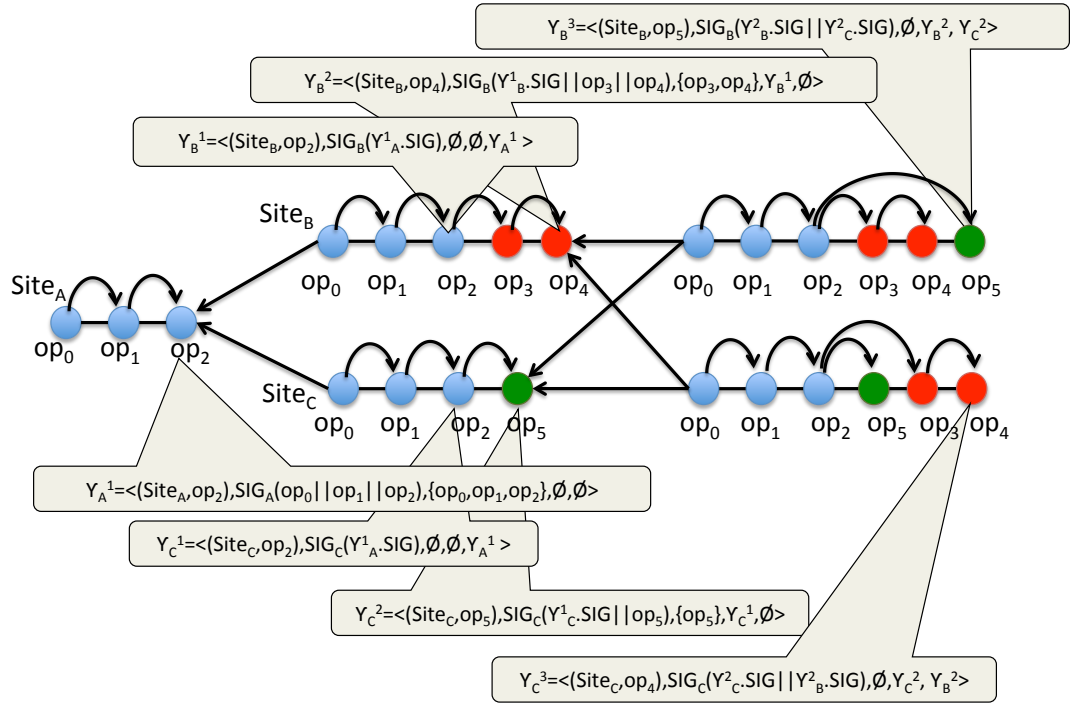 Y_B^3=<(Site_B,op_5),SIG_B(Y^2_B.SIG||Y^2_C.SIG),Ø,Y_B^2, Y_C^2>
Y_B^2=<(Site_B,op_4),SIG_B(Y^1_B.SIG||op_3||op_4),{op_3,op_4},Y_B^1,Ø>
Y_B^1=<(Site_B,op_2),SIG_B(Y^1_A.SIG),Ø,Ø,Y_A^1 >
Site_B
op_0 op_1 op_2 op_3 op_4 op_0 op_1 op_2 op_3 op_4 op_5
Site_A
op_0 op_1 op_2
Site_C
op_0 op_1 op_2 op_5 op_0 op_1 op_2 op_5 op_3 op_4
Y_A^1=<(Site_A,op_2),SIG_A(op_0||op_1||op_2),{op_0,op_1,op_2},Ø,Ø>
Y_C^1=<(Site_C,op_2),SIG_C(Y^1_A.SIG),Ø,Ø,Y_A^1 >
Y_C^2=<(Site_C,op_5),SIG_C(Y^1_C.SIG||op_5),{op_5},Y_C^1,Ø>
Y_C^3=<(Site_C,op_4),SIG_C(Y^2_C.SIG||Y^2_B.SIG),Ø,Y_C^2, Y_B^2>